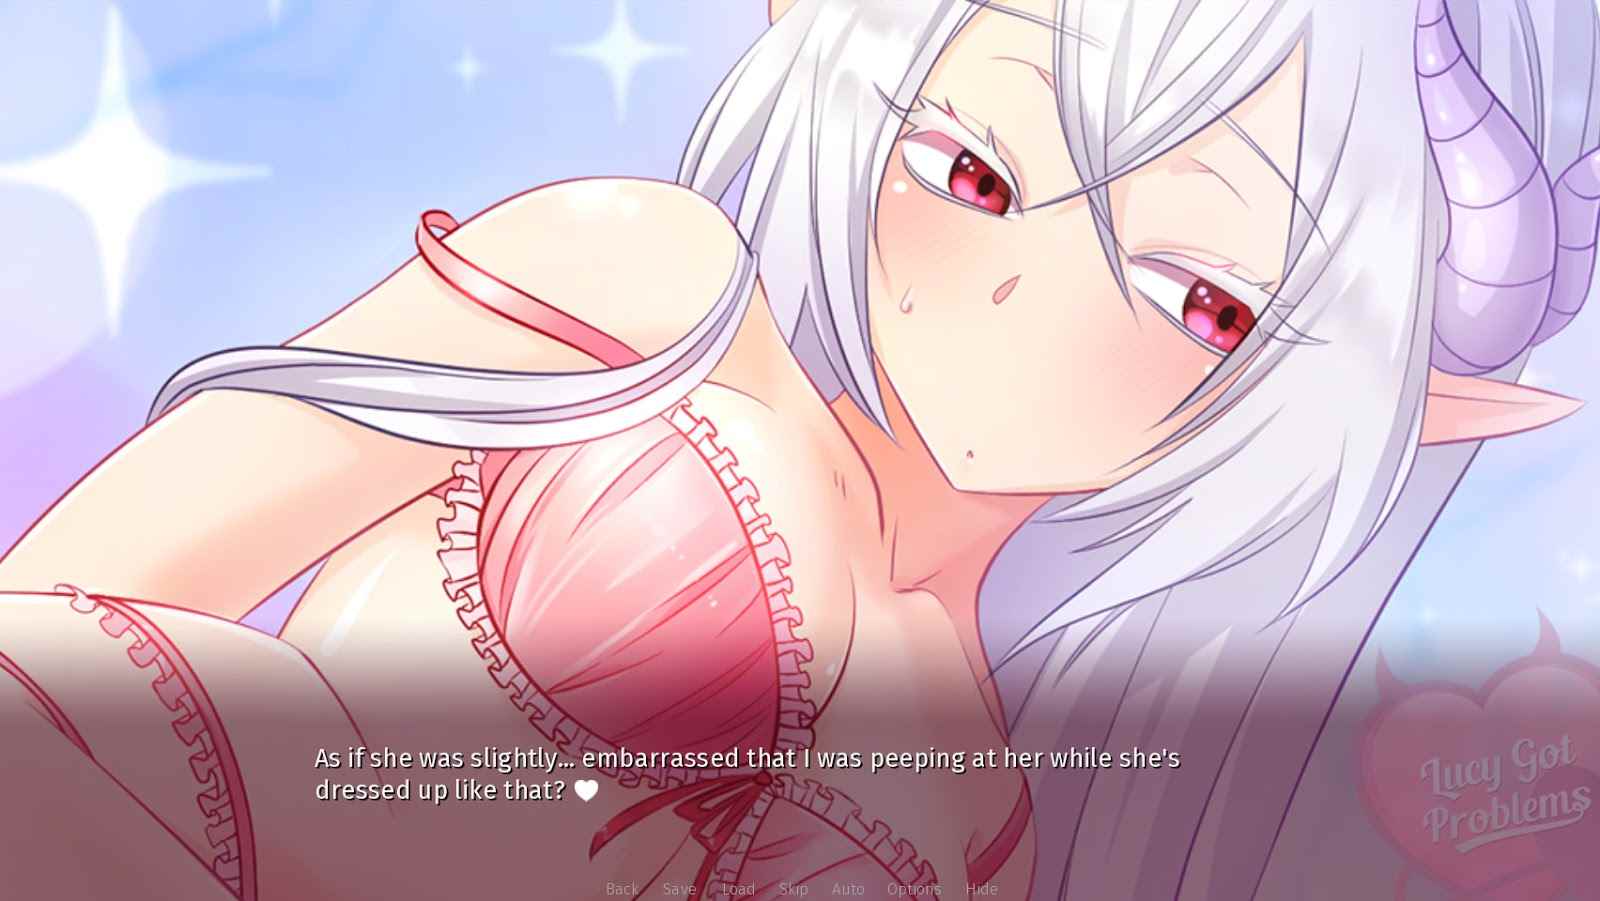 As if she was slightly... embarrassed that I was peeping at her while she's
dressed up like that? 🤍
Lucy Got
Problems
Back Save Load Skip Auto Options Hide